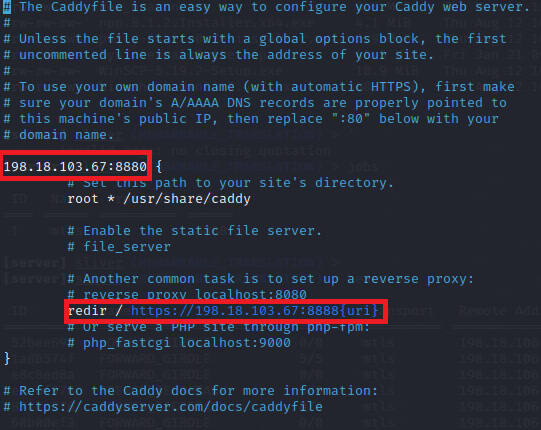 # The Caddyfile is an easy way to configure your Caddy web server.
#
# Unless the file starts with a global options block, the first
# uncommented line is always the address of your site.
#
# To use your own domain name (with automatic HTTPS), first make
# sure your domain's A/AAAA DNS records are properly pointed to
# this machine's public IP, then replace ":80" below with your
# domain name.
198.18.103.67:8880 {
# Set this path to your site's directory.
root * /usr/share/caddy
# Enable the static file server.
# file_server
# Another common task is to set up a reverse proxy:
# reverse_proxy localhost:8080
redir / https://198.18.103.67:8888{uri}
# Or serve a PHP site through php-fpm:
# php_fastcgi localhost:9000
}
# Refer to the Caddy docs for more information:
# https://caddyserver.com/docs/caddyfile